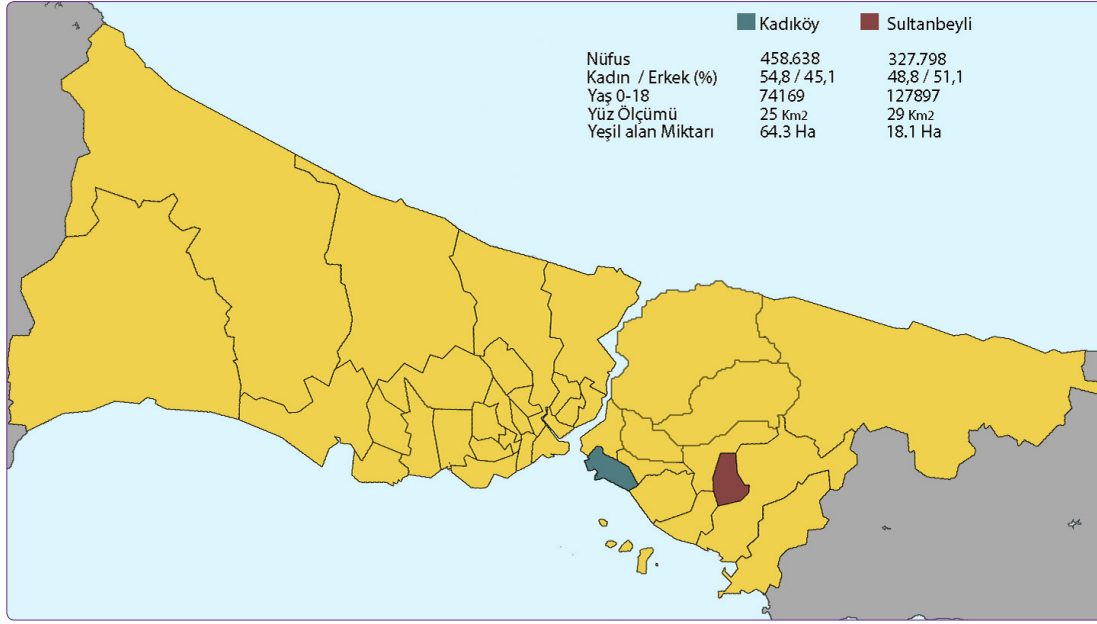 Kadıköy Sultanbeyli
Nüfus 458.638 327.798
Kadın / Erkek (%) 54,8 / 45,1 48,8 / 51,1
Yaş 0-18 74169 127897
Yüz Ölçümü 25 Km2 29 Km2
Yeşil alan Miktarı 64.3 Ha 18.1 Ha